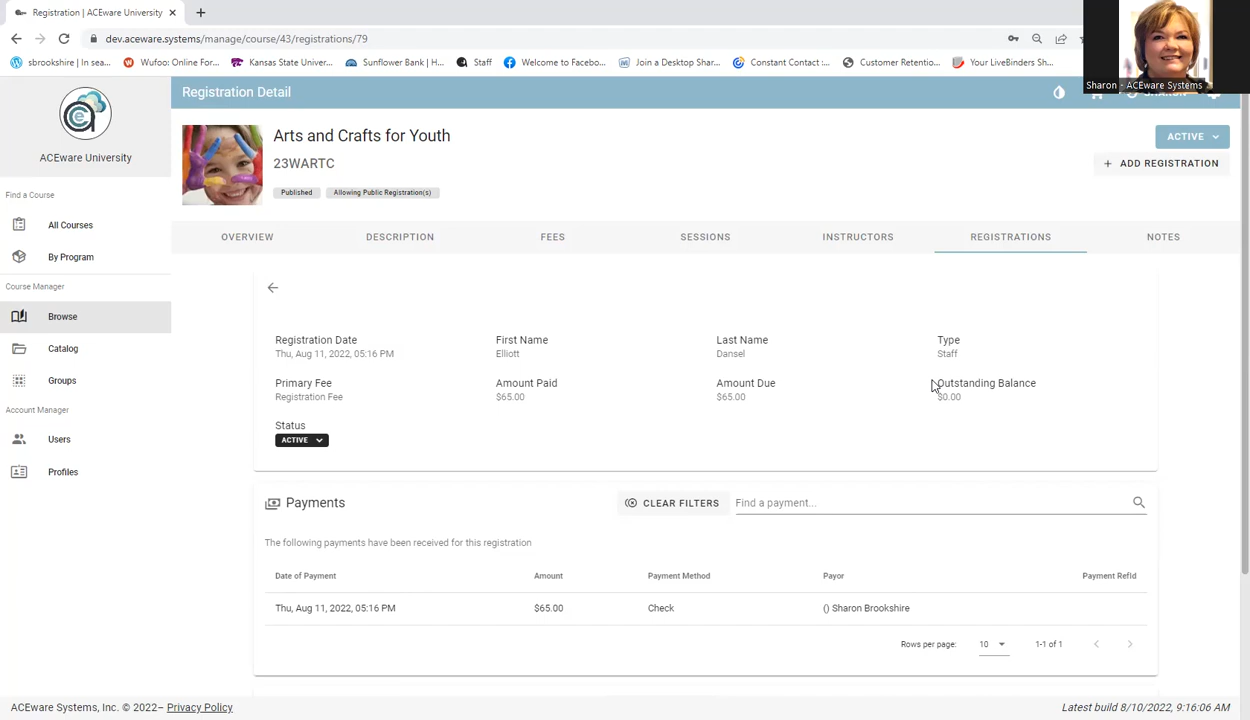 Registration | ACEware University
dev.aceware.systems/manage/course/43/registrations/79
sbrookshire | In sea...
Wufoo: Online For...
Kansas State Univer...
Sunflower Bank | H...
Staff
Welcome to Facebo...
Join a Desktop Shar...
Constant Contact :...
Customer Retentio...
Your LiveBinders Sh...
Sharon - ACEware Systems
Registration Detail
ACEware University
Arts and Crafts for Youth
23WARTC
Published
Allowing Public Registration(s)
ACTIVE
+ ADD REGISTRATION
Find a Course
All Courses
By Program
Course Manager
Browse
Catalog
Groups
Account Manager
Users
Profiles
OVERVIEW DESCRIPTION FEES SESSIONS INSTRUCTORS REGISTRATIONS NOTES
Registration Date First Name Last Name Type
Thu, Aug 11, 2022, 05:16 PM Elliott Dansel Staff
Primary Fee Amount Paid Amount Due Outstanding Balance
Registration Fee $65.00 $65.00 $0.00
Status
ACTIVE
Payments
CLEAR FILTERS
Find a payment...
The following payments have been received for this registration
Date of Payment Amount Payment Method Payor Payment RefId
Thu, Aug 11, 2022, 05:16 PM $65.00 Check () Sharon Brookshire
Rows per page: 10 1-1 of 1
ACEware Systems, Inc. © 2022– Privacy Policy
Latest build 8/10/2022, 9:16:06 AM